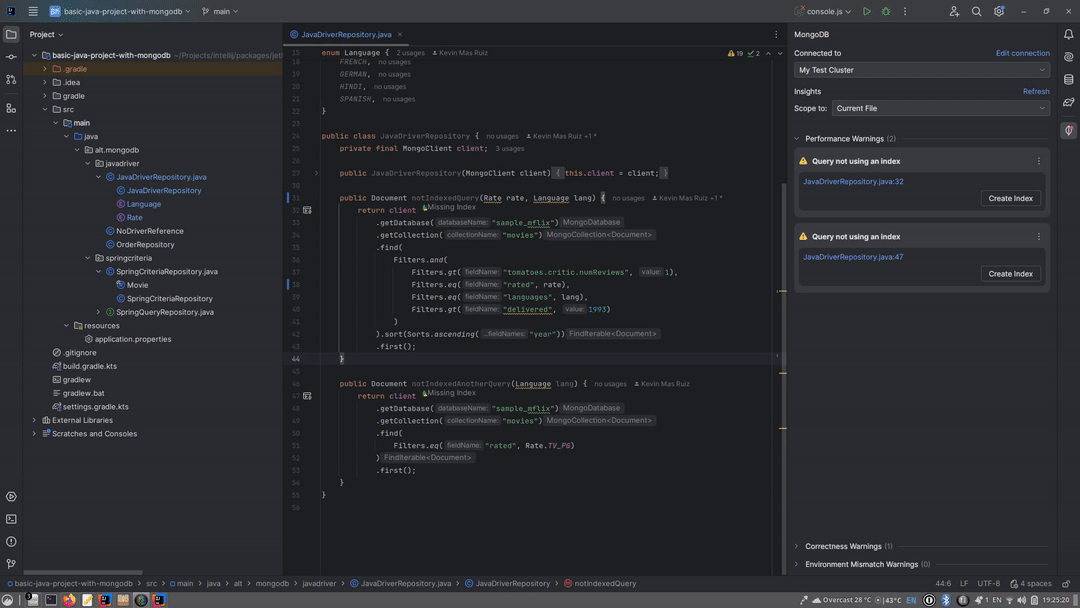 basic-java-project-with-mongodb
main
console.js
Project
JavaDriverRepository.java
MongoDB
basic-java-project-with-mongodb ~/Projects/intellij/packages/jet
.gradle
.idea
gradle
src
main
java
alt.mongodb
javadriver
JavaDriverRepository.java
JavaDriverRepository
Language
Rate
NoDriverReference
OrderRepository
springcriteria
SpringCriteriaRepository.java
Movie
SpringCriteriaRepository
SpringQueryRepository.java
resources
application.properties
.gitignore
build.gradle.kts
gradlew
gradlew.bat
settings.gradle.kts
External Libraries
Scratches and Consoles
15 enum Language { 2 usages Kevin Mas Ruiz
19 2
18 FRENCH, no usages
19 GERMAN, no usages
20 HINDI, no usages
21 SPANISH, no usages
22 }
23
24 public class JavaDriverRepository { no usages Kevin Mas Ruiz +1 *
25 private final MongoClient client; 3 usages
26
27 public JavaDriverRepository(MongoClient client) { this.client = client; }
30
31 public Document notIndexedQuery(Rate rate, Language lang) { no usages Kevin Mas Ruiz +1 *
32 return client Missing Index
33 .getDatabase( databaseName: "sample_mflix") MongoDatabase
34 .getCollection( collectionName: "movies") MongoCollection<Document>
35 .find(
36 Filters.and(
37 Filters.gt( fieldName: "tomatoes.critic.numReviews", value: 1),
38 Filters.eq( fieldName: "rated", rate),
39 Filters.eq( fieldName: "languages", lang),
40 Filters.gt( fieldName: "delivered", value: 1993)
41 )
42 ).sort(Sorts.ascending( ...fieldNames: "year")) FindIterable<Document>
43 .first();
44 }
45
46 public Document notIndexedAnotherQuery(Language lang) { no usages Kevin Mas Ruiz
47 return client Missing Index
48 .getDatabase( databaseName: "sample_mflix") MongoDatabase
49 .getCollection( collectionName: "movies") MongoCollection<Document>
50 .find(
51 Filters.eq( fieldName: "rated", Rate.TV_PG)
52 ) FindIterable<Document>
53 .first();
54 }
55 }
56
Connected to Edit connection
My Test Cluster
Insights Refresh
Scope to: Current File
Performance Warnings (2)
Query not using an index
JavaDriverRepository.java:32
Create Index
Query not using an index
JavaDriverRepository.java:47
Create Index
Correctness Warnings (1)
Environment Mismatch Warnings (0)
basic-java-project-with-mongodb > src > main > java > alt > mongodb > javadriver > JavaDriverRepository.java > JavaDriverRepository > notIndexedQuery
44:6 LF UTF-8 4 spaces
Overcast 28 °C 43°C EN 1 EN 19:25:20